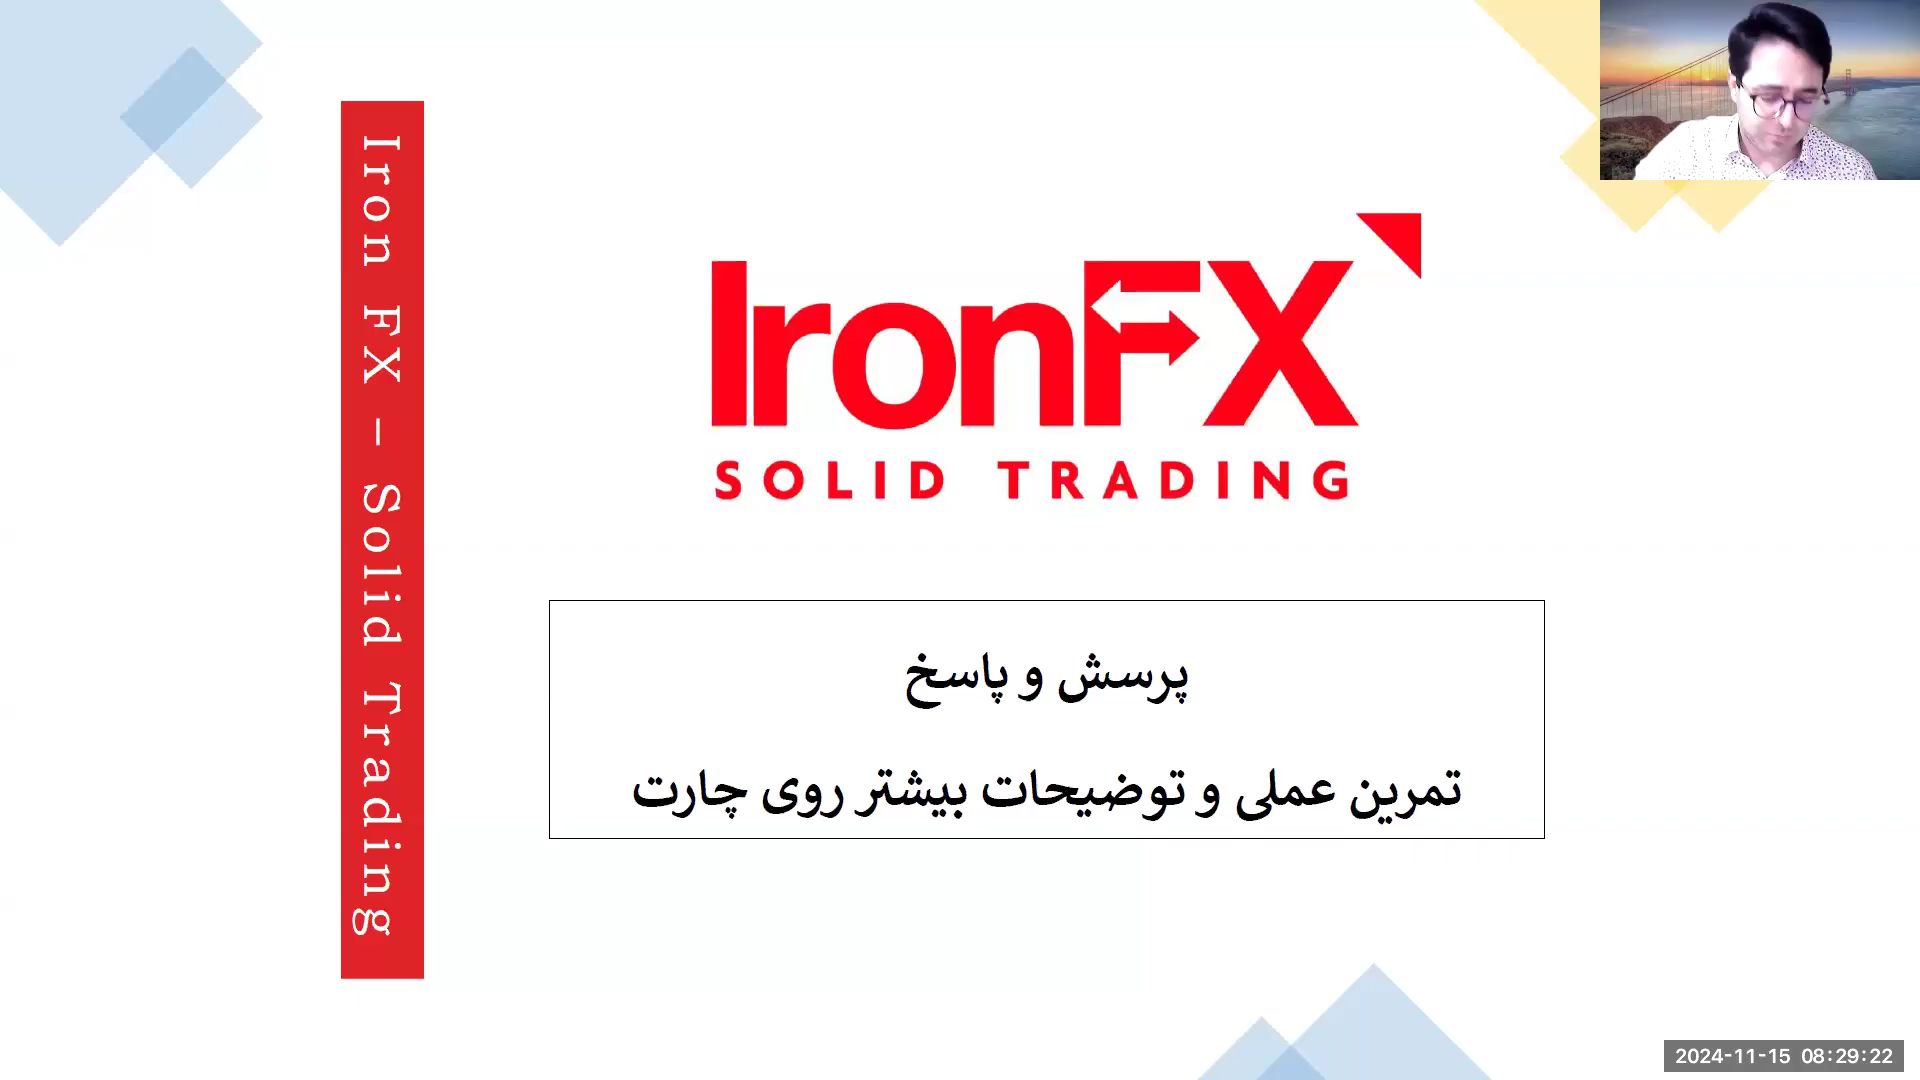 Iron FX – Solid Trading
IronFX
SOLID TRADING
پرسش و پاسخ
تمرین عملی و توضیحات بیشتر روی چارت
2024-11-15 08:29:22